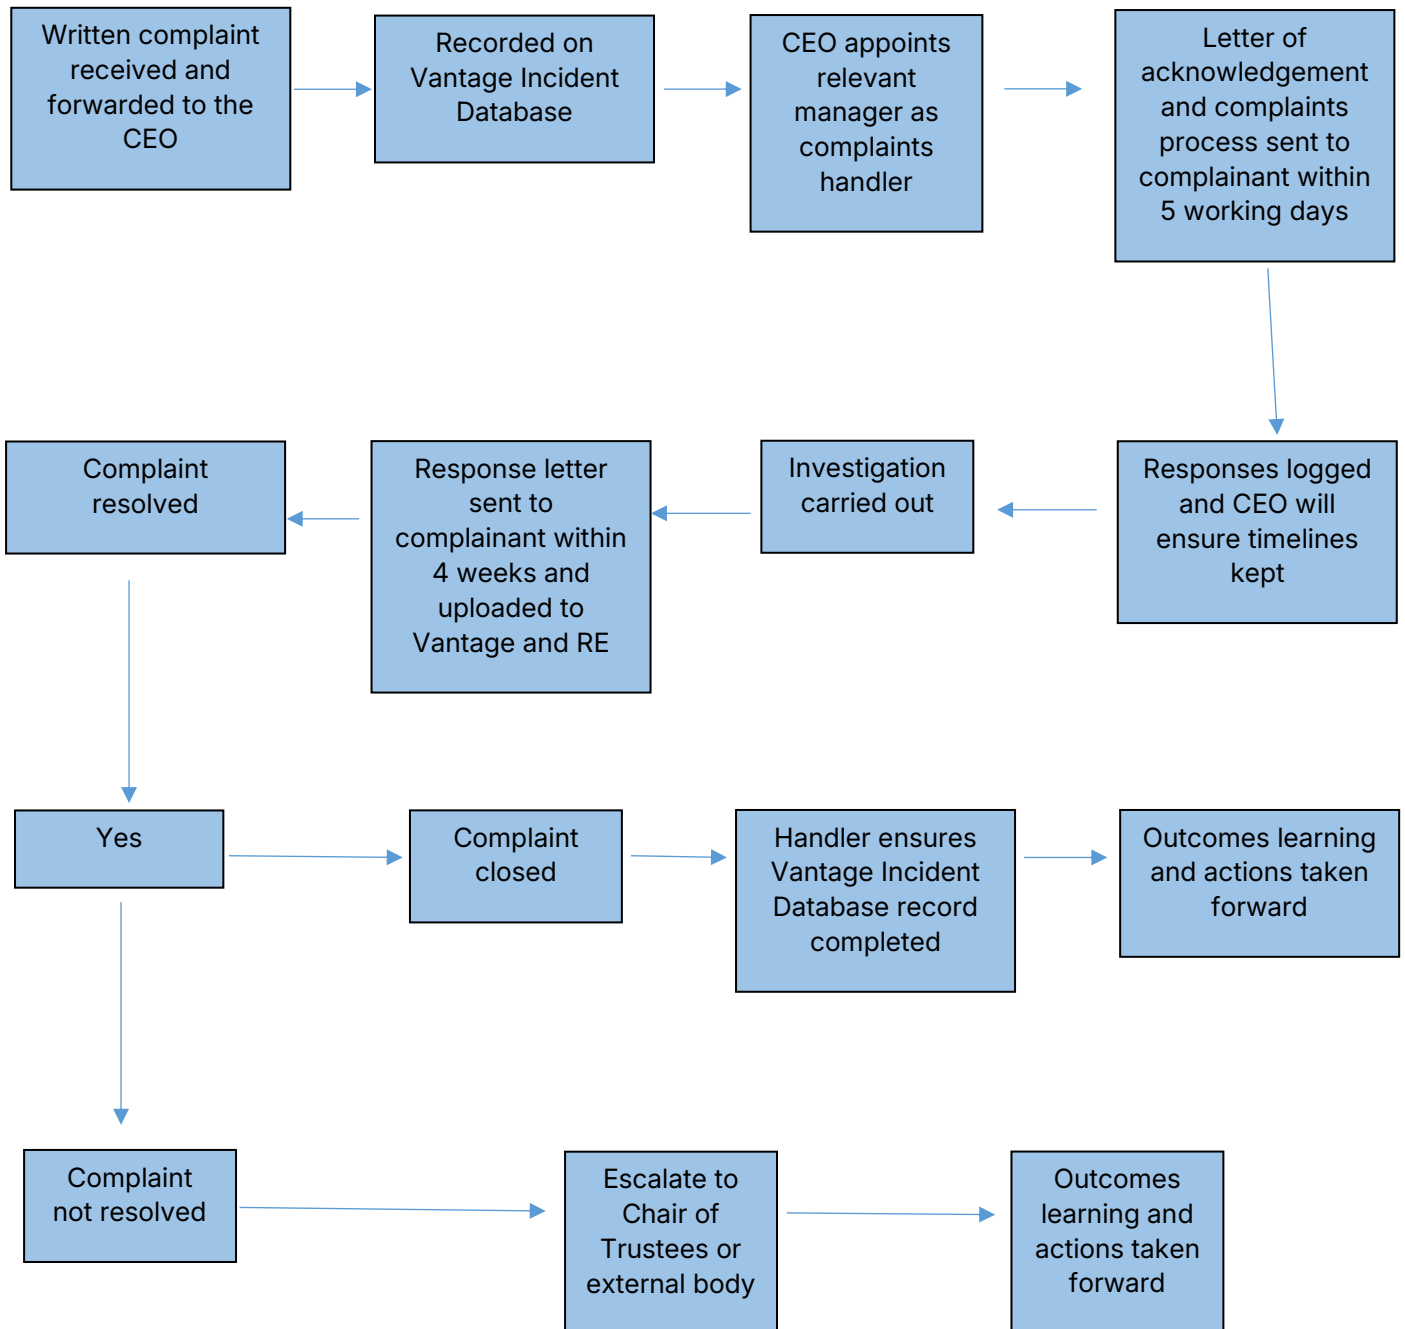 Written complaint
received and
forwarded to the
CEO
Recorded on
Vantage Incident
Database
CEO appoints
relevant
manager as
complaints
handler
Letter of
acknowledgement
and complaints
process sent to
complainant within
5 working days
Responses logged
and CEO will
ensure timelines
kept
Investigation
carried out
Response letter
sent to
complainant within
4 weeks and
uploaded to
Vantage and RE
Complaint
resolved
Yes
Complaint
closed
Handler ensures
Vantage Incident
Database record
completed
Outcomes learning
and actions taken
forward
Complaint
not resolved
Escalate to
Chair of
Trustees or
external body
Outcomes
learning and
actions taken
forward